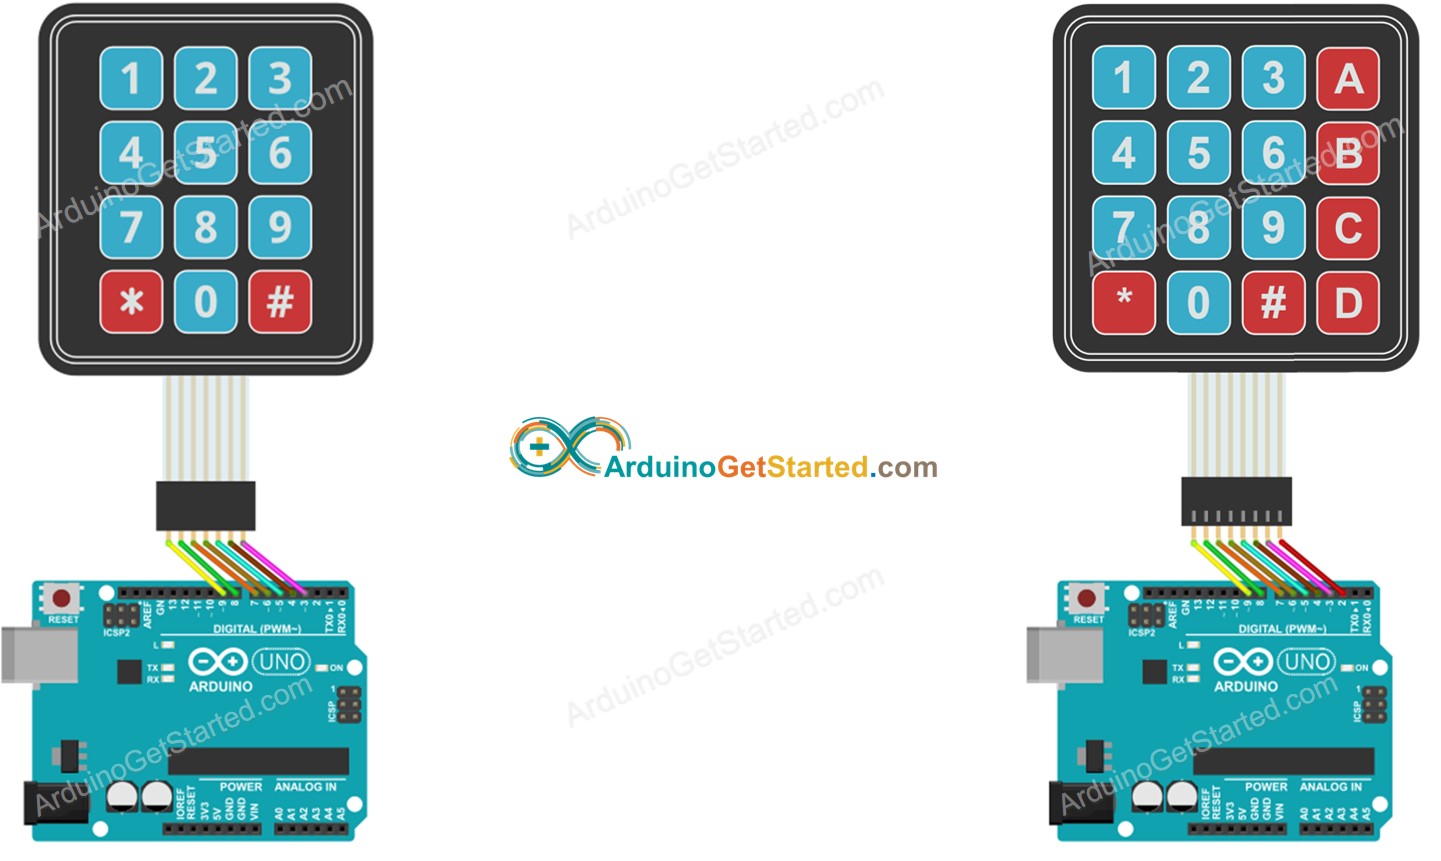 1 2 3
4 5 6
7 8 9
* 0 #
1 2 3 A
4 5 6 B
7 8 9 C
* 0 # D
ArduinoGetStarted.com
ArduinoGetStarted.com
ArduinoGetStarted.com
ArduinoGetStarted.com
RESET
ICSP2
AREF
GN
13
12
~11
~10
~9
8
7
~6
~5
4
~3
2
TX0▸1
RX0◂0
DIGITAL (PWM~)
L
TX
RX
UNO
ON
ARDUINO
1
ICSP
ArduinoGetStarted.com
POWER
ANALOG IN
IOREF
RESET
3V3
5V
GND
GND
VIN
A0
A1
A2
A3
A4
A5
ArduinoGetStarted.com
RESET
ICSP2
AREF
GN
13
12
~11
~10
~9
8
7
~6
~5
4
~3
2
TX0▸1
RX0◂0
DIGITAL (PWM~)
L
TX
RX
UNO
ON
ARDUINO
1
ICSP
ArduinoGetStarted.com
POWER
ANALOG IN
IOREF
RESET
3V3
5V
GND
GND
VIN
A0
A1
A2
A3
A4
A5